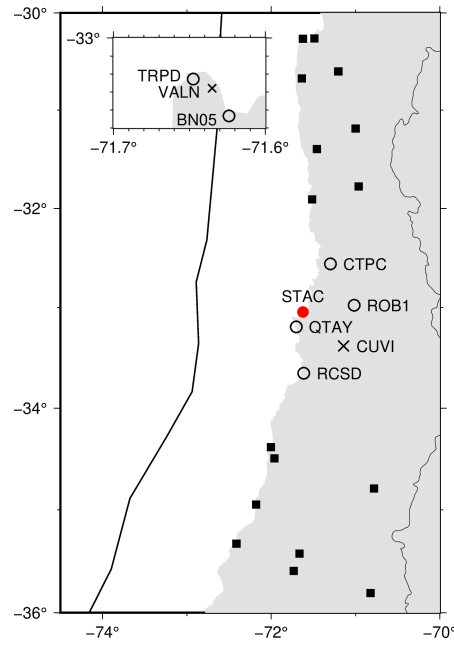 −30°
−33°
TRPD
VALN
BN05
−71.7°
−71.6°
−32°
CTPC
STAC
ROB1
QTAY
CUVI
RCSD
−34°
−36°
−74°
−72°
−70°